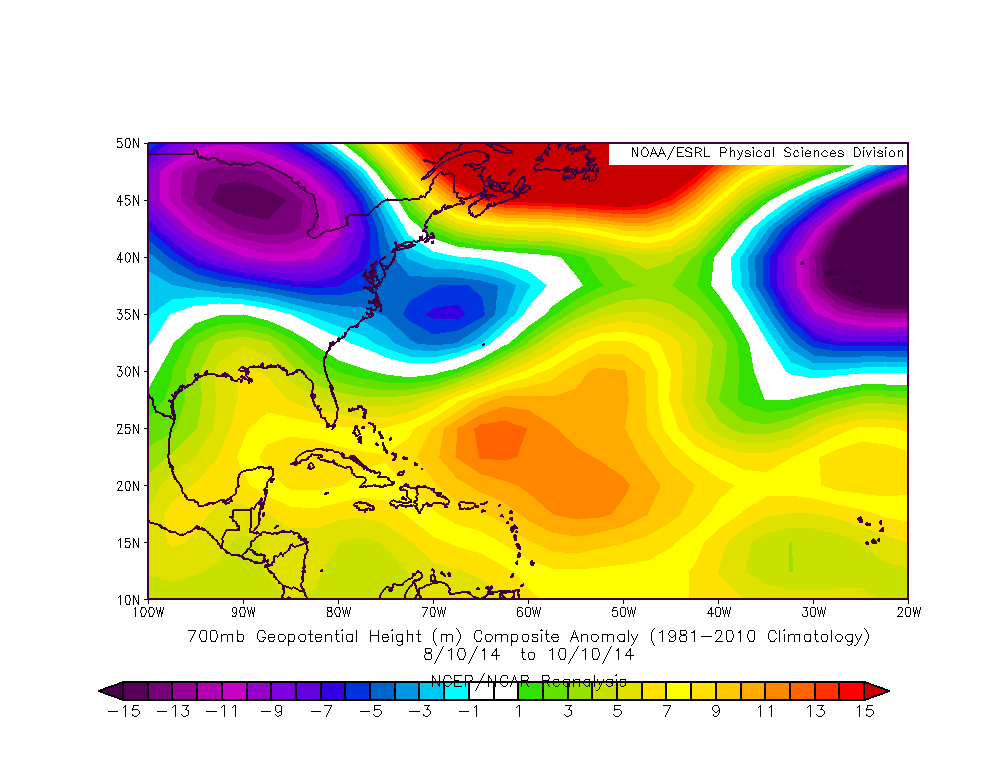 NOAA/ESRL Physical Sciences Division
50N
45N
40N
35N
30N
25N
20N
15N
10N
100W 90W 80W 70W 60W 50W 40W 30W 20W
700mb Geopotential Height (m) Composite Anomaly (1981-2010 Climatology)
8/10/14 to 10/10/14
NCEP/NCAR Reanalysis
-15 -13 -11 -9 -7 -5 -3 -1 1 3 5 7 9 11 13 15